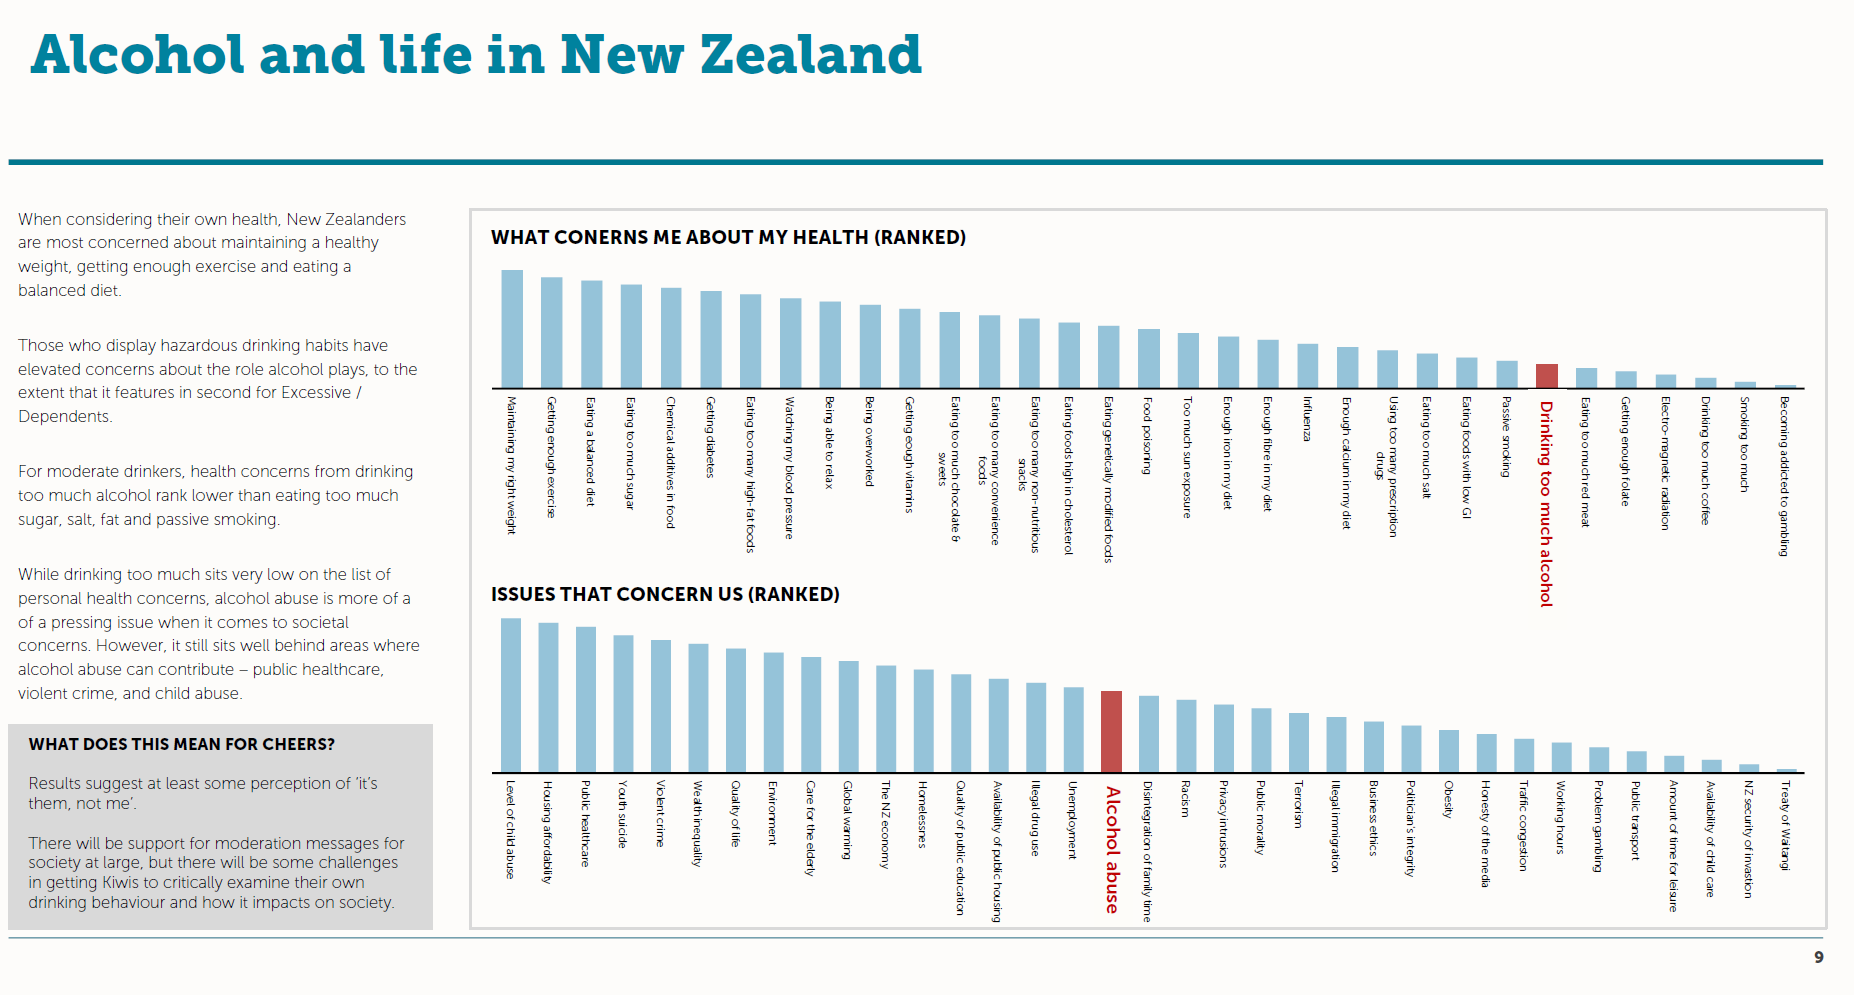 Alcohol and life in New Zealand
When considering their own health, New Zealanders
are most concerned about maintaining a healthy
weight, getting enough exercise and eating a
balanced diet.
Those who display hazardous drinking habits have
elevated concerns about the role alcohol plays, to the
extent that it features in second for Excessive /
Dependents.
For moderate drinkers, health concerns from drinking
too much alcohol rank lower than eating too much
sugar, salt, fat and passive smoking.
While drinking too much sits very low on the list of
personal health concerns, alcohol abuse is more of a
of a pressing issue when it comes to societal
concerns. However, it still sits well behind areas where
alcohol abuse can contribute – public healthcare,
violent crime, and child abuse.
WHAT DOES THIS MEAN FOR CHEERS?
Results suggest at least some perception of ‘it’s
them, not me’.
There will be support for moderation messages for
society at large, but there will be some challenges
in getting Kiwis to critically examine their own
drinking behaviour and how it impacts on society.
WHAT CONERNS ME ABOUT MY HEALTH (RANKED)
Maintaining my right weight
Getting enough exercise
Eating a balanced diet
Eating too much sugar
Chemical additives in food
Getting diabetes
Eating too many high-fat foods
Watching my blood pressure
Being able to relax
Being overworked
Getting eough vitamins
Eating too much chocolate &
sweets
Eating too many convenience
foods
Eating too many non-nutritious
snacks
Eating foods high in cholesterol
Eating genetically modified foods
Food poisoning
Too much sun exposure
Enough iron in my diet
Enough fibre in my diet
Influenza
Enough calcium in my diet
Using too many prescription
drugs
Eating too much salt
Eating foods with low GI
Passive smoking
Drinking too much alcohol
Eating too much red meat
Getting enough folate
Electro-magnetic radiation
Drinking too much coffee
Smoking too much
Becoming addicted to gambling
ISSUES THAT CONCERN US (RANKED)
Level of child abuse
Housing affordability
Public healthcare
Youth suicide
Violent crime
Wealth inequality
Quality of life
Environment
Care for the elderly
Global warming
The NZ economy
Homelessnes
Quality of public education
Availability of public housing
Illegal drug use
Unemployment
Alcohol abuse
Disintegration of family time
Racism
Privacy intrusions
Public morality
Terrorism
Illegal immigration
Business ethics
Politician's integrity
Obesity
Honesty of the media
Traffic congestion
Working hours
Problem gambling
Public transport
Amount of time for leisure
Availability of child care
NZ security of invastion
Treaty of Waitangi
9